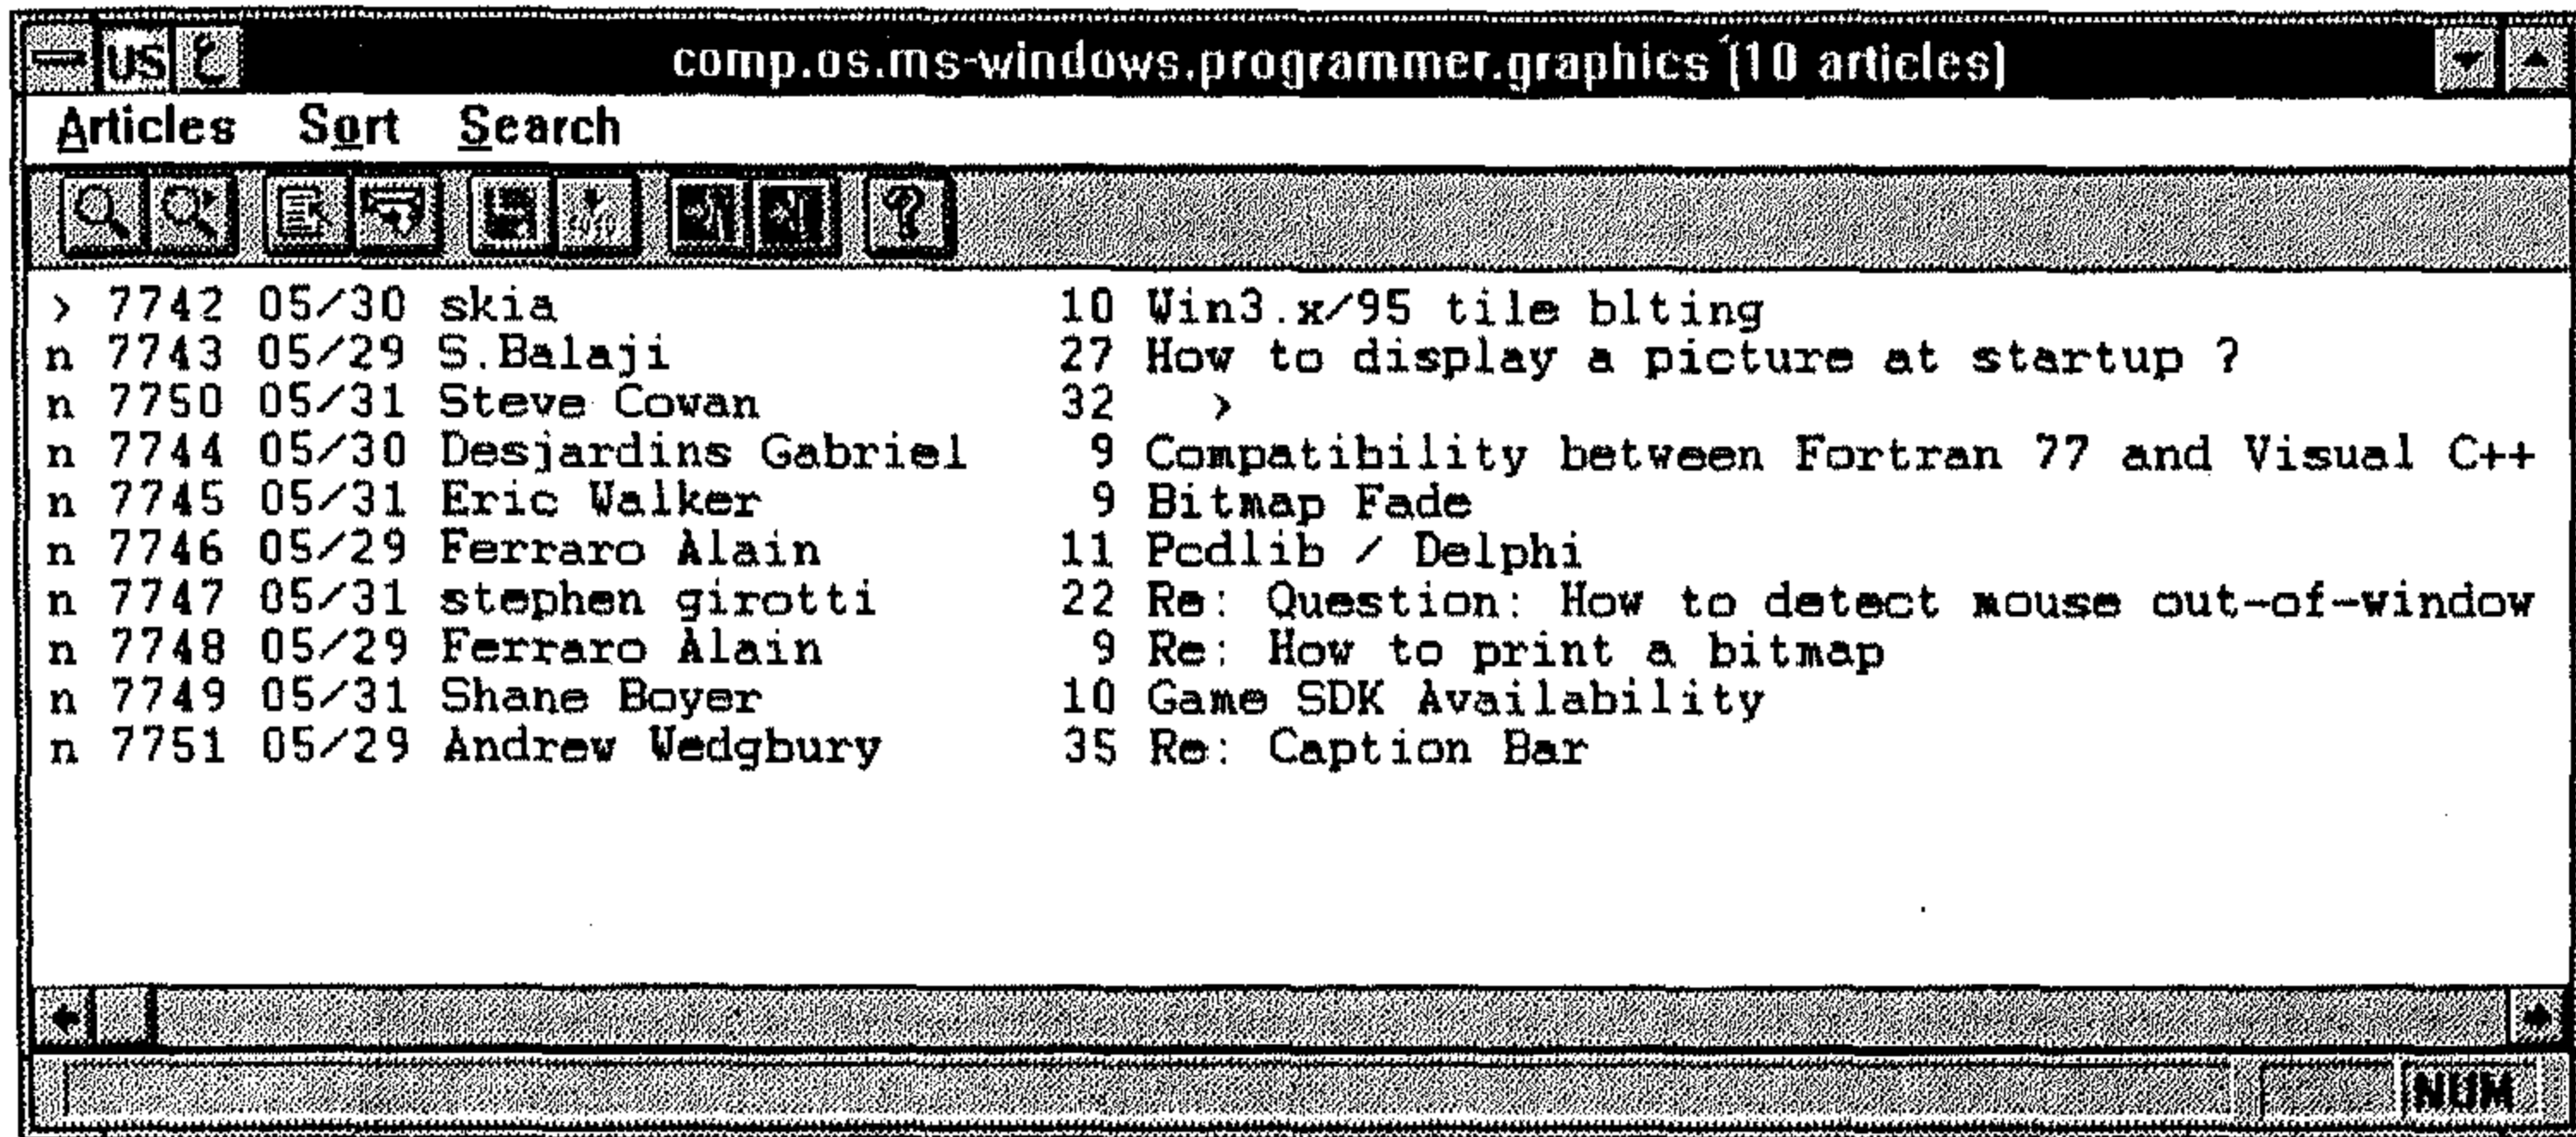 US
comp.os.ms-windows.programmer.graphics (10 articles)
Articles Sort Search
> 7742 05/30 skia 10 Win3.x/95 tile blting
n 7743 05/29 S.Balaji 27 How to display a picture at startup ?
n 7750 05/31 Steve Cowan 32 >
n 7744 05/30 Desjardins Gabriel 9 Compatibility between Fortran 77 and Visual C++
n 7745 05/31 Eric Walker 9 Bitmap Fade
n 7746 05/29 Ferraro Alain 11 Pcdlib / Delphi
n 7747 05/31 stephen girotti 22 Re: Question: How to detect mouse out-of-window
n 7748 05/29 Ferraro Alain 9 Re: How to print a bitmap
n 7749 05/31 Shane Boyer 10 Game SDK Availability
n 7751 05/29 Andrew Wedgbury 35 Re: Caption Bar
NUM